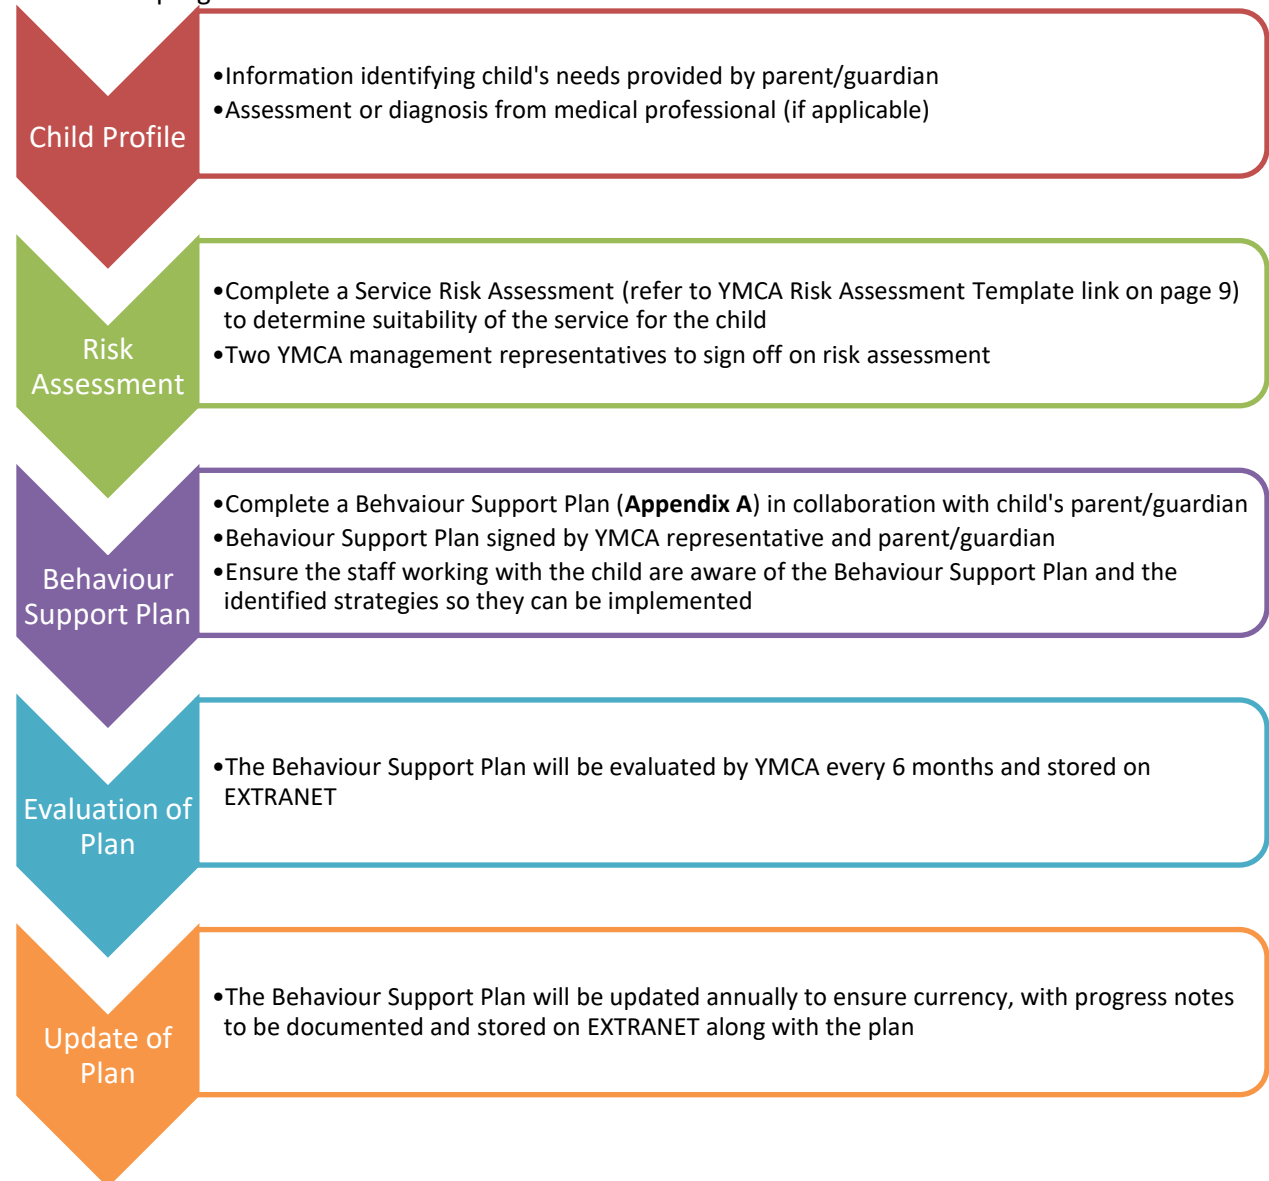 Child Profile
•Information identifying child's needs provided by parent/guardian
•Assessment or diagnosis from medical professional (if applicable)
Risk
Assessment
•Complete a Service Risk Assessment (refer to YMCA Risk Assessment Template link on page 9)
to determine suitability of the service for the child
•Two YMCA management representatives to sign off on risk assessment
Behaviour
Support Plan
•Complete a Behvaiour Support Plan (Appendix A) in collaboration with child's parent/guardian
•Behaviour Support Plan signed by YMCA representative and parent/guardian
•Ensure the staff working with the child are aware of the Behaviour Support Plan and the
identified strategies so they can be implemented
Evaluation of
Plan
•The Behaviour Support Plan will be evaluated by YMCA every 6 months and stored on
EXTRANET
Update of
Plan
•The Behaviour Support Plan will be updated annually to ensure currency, with progress notes
to be documented and stored on EXTRANET along with the plan